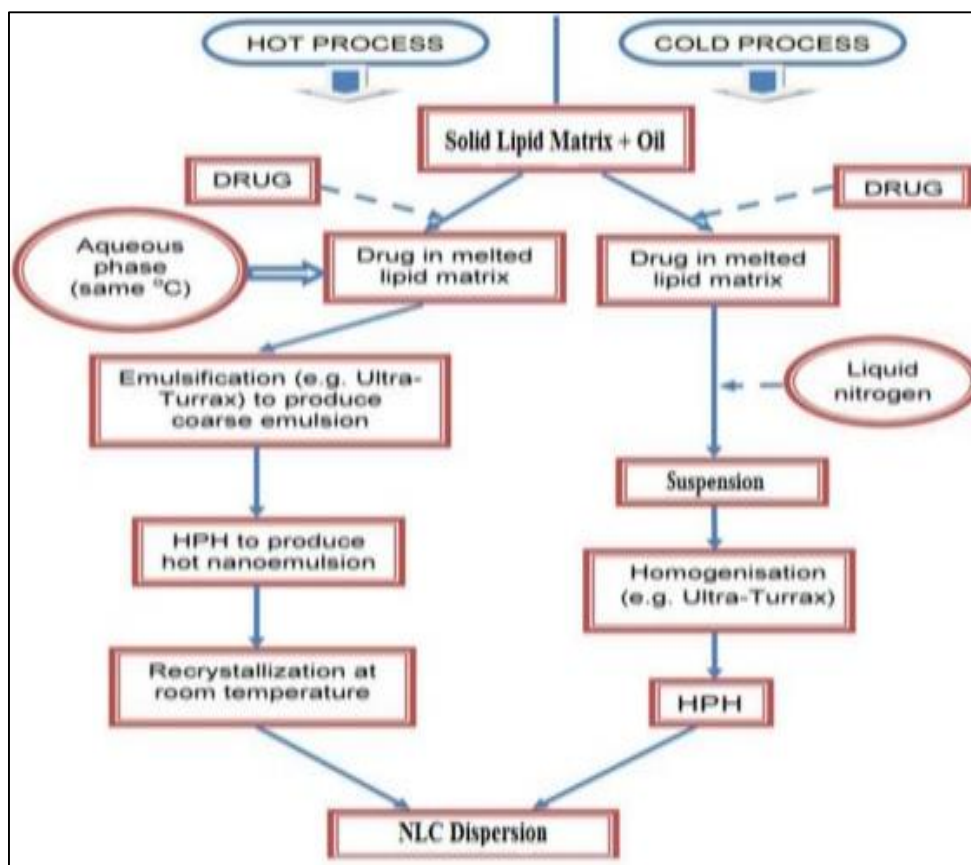 HOT PROCESS
COLD PROCESS
Solid Lipid Matrix + Oil
DRUG
DRUG
Aqueous
phase
(same °C)
Drug in melted
lipid matrix
Drug in melted
lipid matrix
Emulsification (e.g. Ultra-
Turrax) to produce
coarse emulsion
Liquid
nitrogen
Suspension
HPH to produce
hot nanoemulsion
Homogenisation
(e.g. Ultra-Turrax)
Recrystallization at
room temperature
HPH
NLC Dispersion